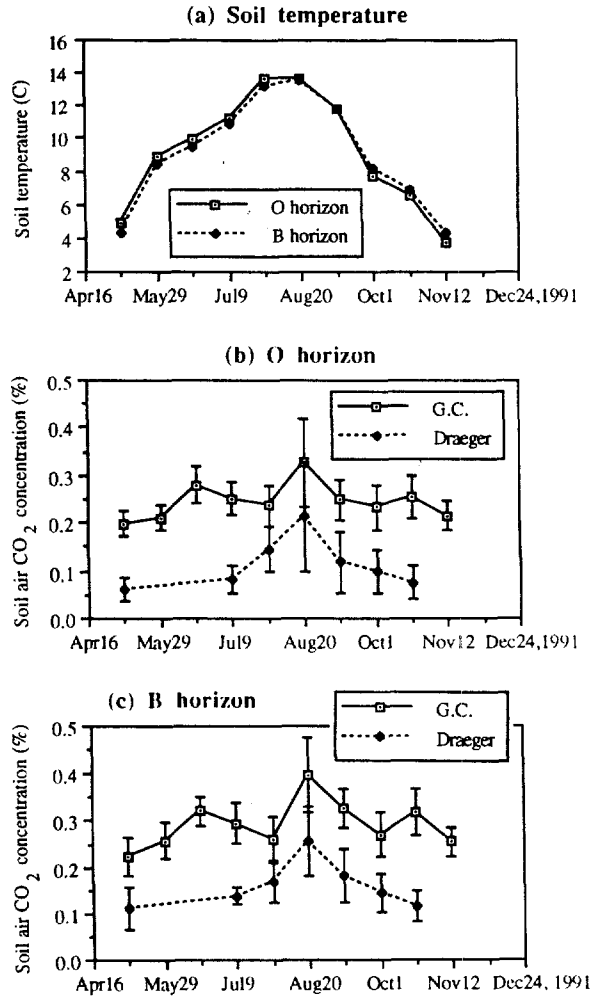 (a) Soil temperature
Soil temperature (C)
16
14
12
10
8
6
4
2
O horizon
B horizon
Apr16 May29 Jul9 Aug20 Oct1 Nov12 Dec24,1991
(b) O horizon
Soil air CO2 concentration (%)
0.5
0.4
0.3
0.2
0.1
0.0
G.C.
Draeger
Apr16 May29 Jul9 Aug20 Oct1 Nov12 Dec24,1991
(c) B horizon
Soil air CO2 concentration (%)
0.5
0.4
0.3
0.2
0.1
0.0
G.C.
Draeger
Apr16 May29 Jul9 Aug20 Oct1 Nov12 Dec24,1991